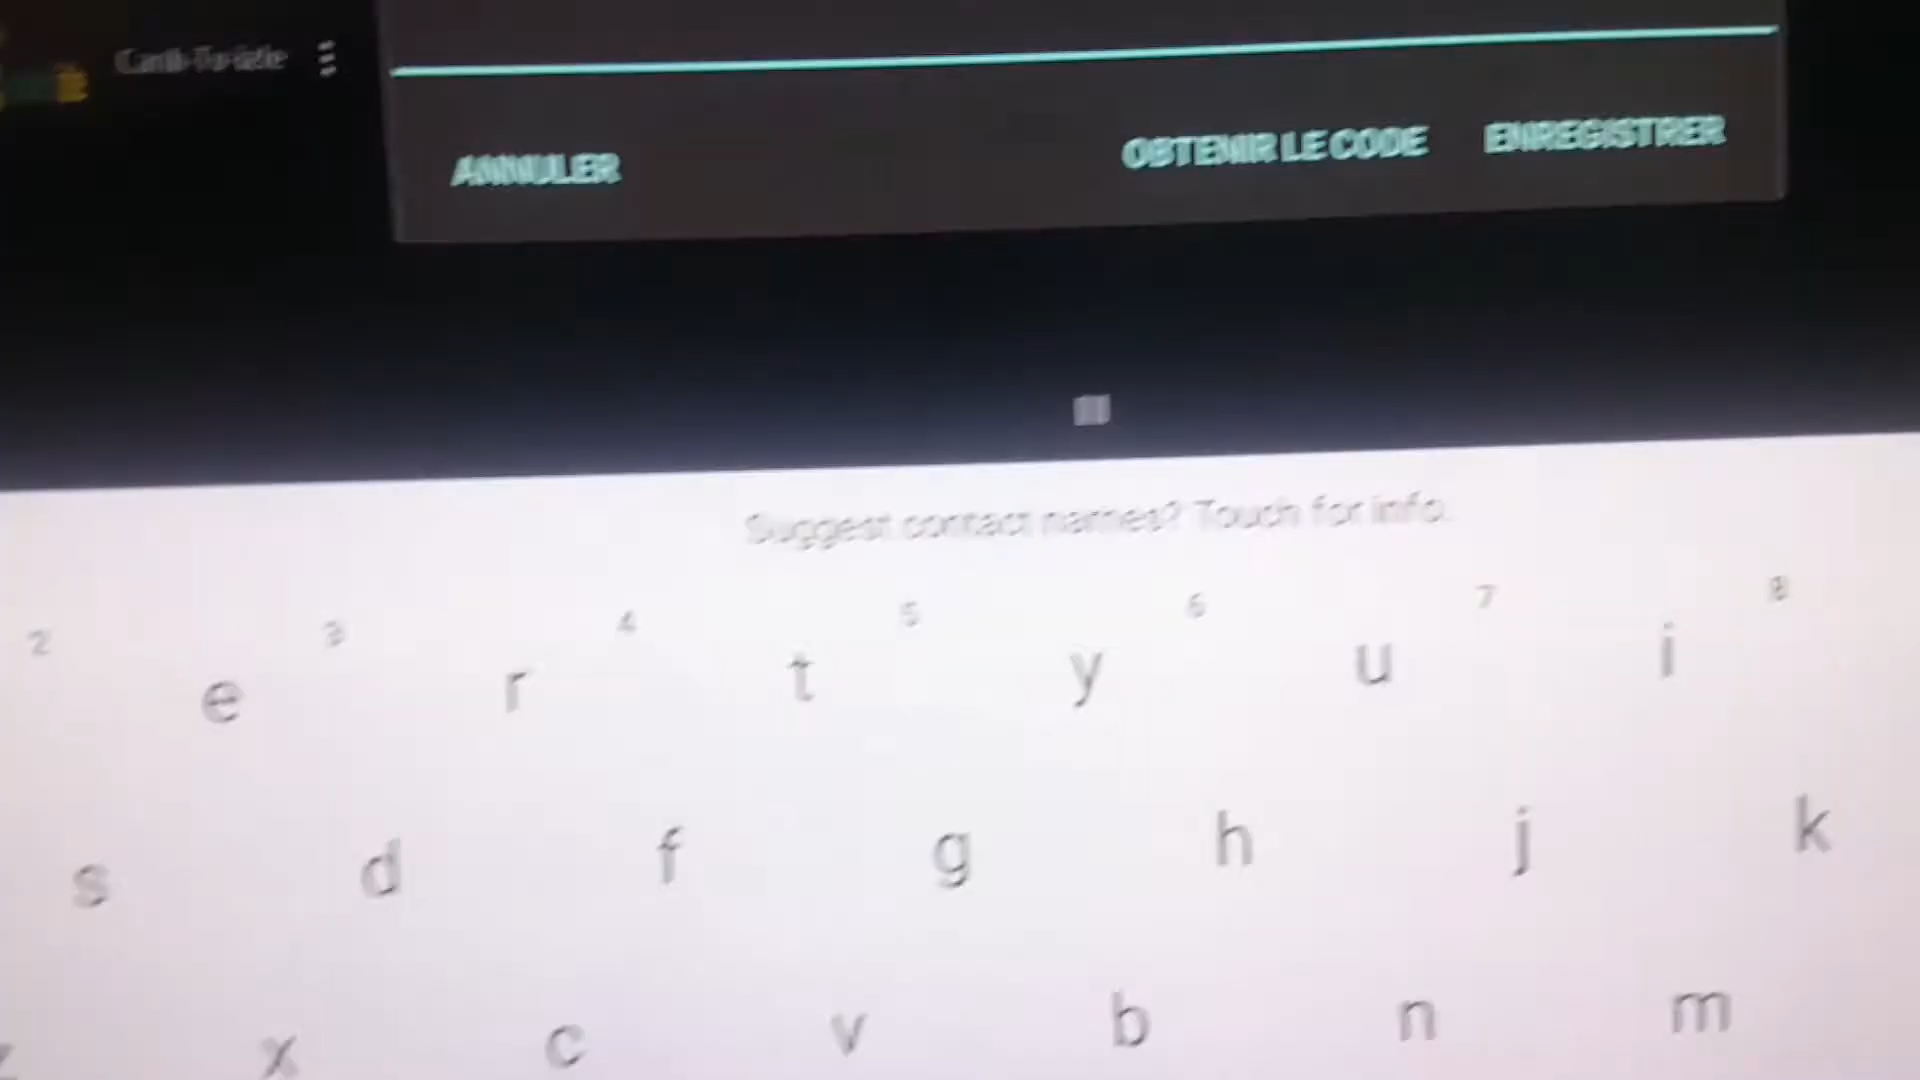 ANNULER OBTENIR LE CODE ENREGISTRER
Suggest contact names? Touch for info.
2 3 4 5 6 7 8
e r t y u i
s d f g h j k
z x c v b n m